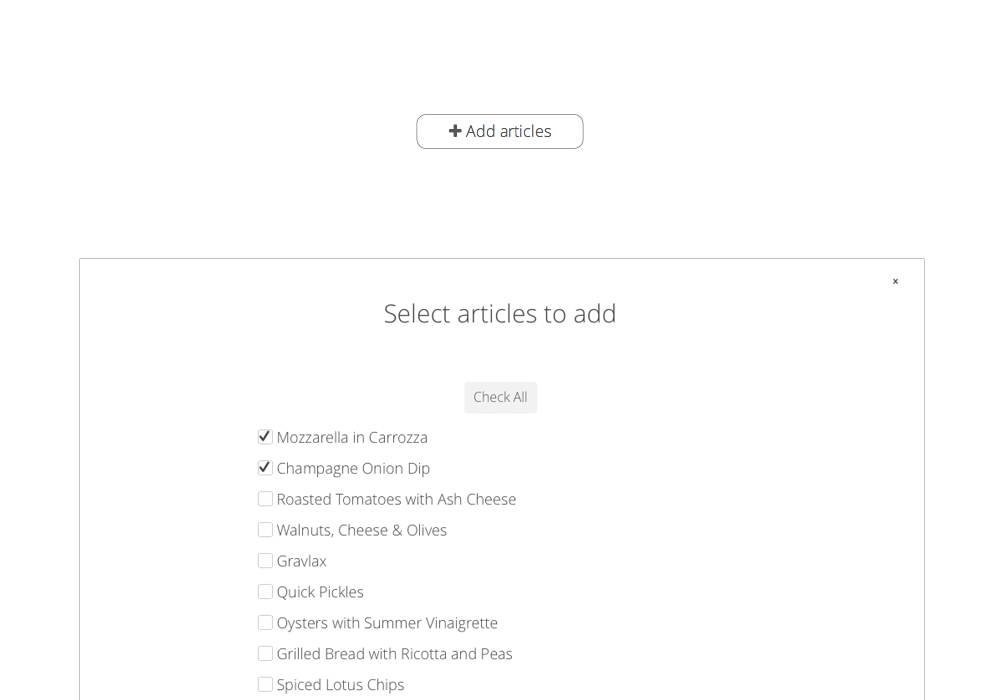 Add articles
x
Select articles to add
Check All
Mozzarella in Carrozza
Champagne Onion Dip
Roasted Tomatoes with Ash Cheese
Walnuts, Cheese & Olives
Gravlax
Quick Pickles
Oysters with Summer Vinaigrette
Grilled Bread with Ricotta and Peas
Spiced Lotus Chips